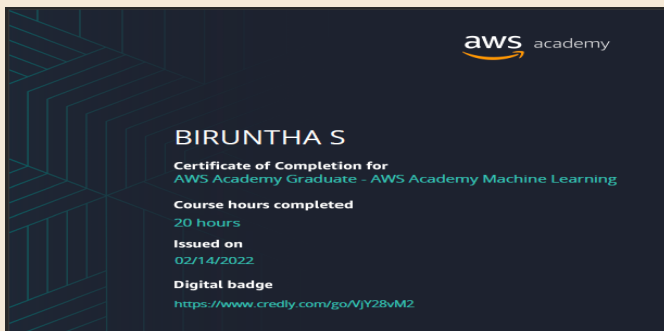 aws academy
BIRUNTHA S
Certificate of Completion for
AWS Academy Graduate - AWS Academy Machine Learning
Course hours completed
20 hours
Issued on
02/14/2022
Digital badge
https://www.credly.com/go/VjY28vM2